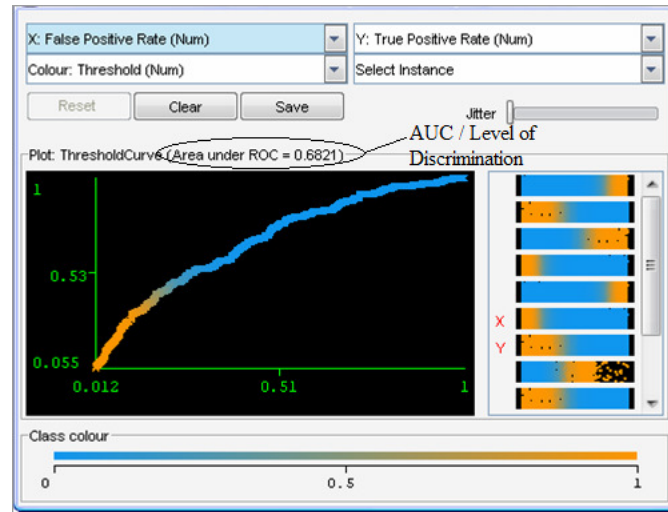 X: False Positive Rate (Num)
Y: True Positive Rate (Num)
Colour: Threshold (Num)
Select Instance
Reset
Clear
Save
Jitter
AUC / Level of
Discrimination
Plot: ThresholdCurve (Area under ROC = 0.6821)
1
0.53
0.055
0.012
0.51
1
X
Y
Class colour
0
0.5
1